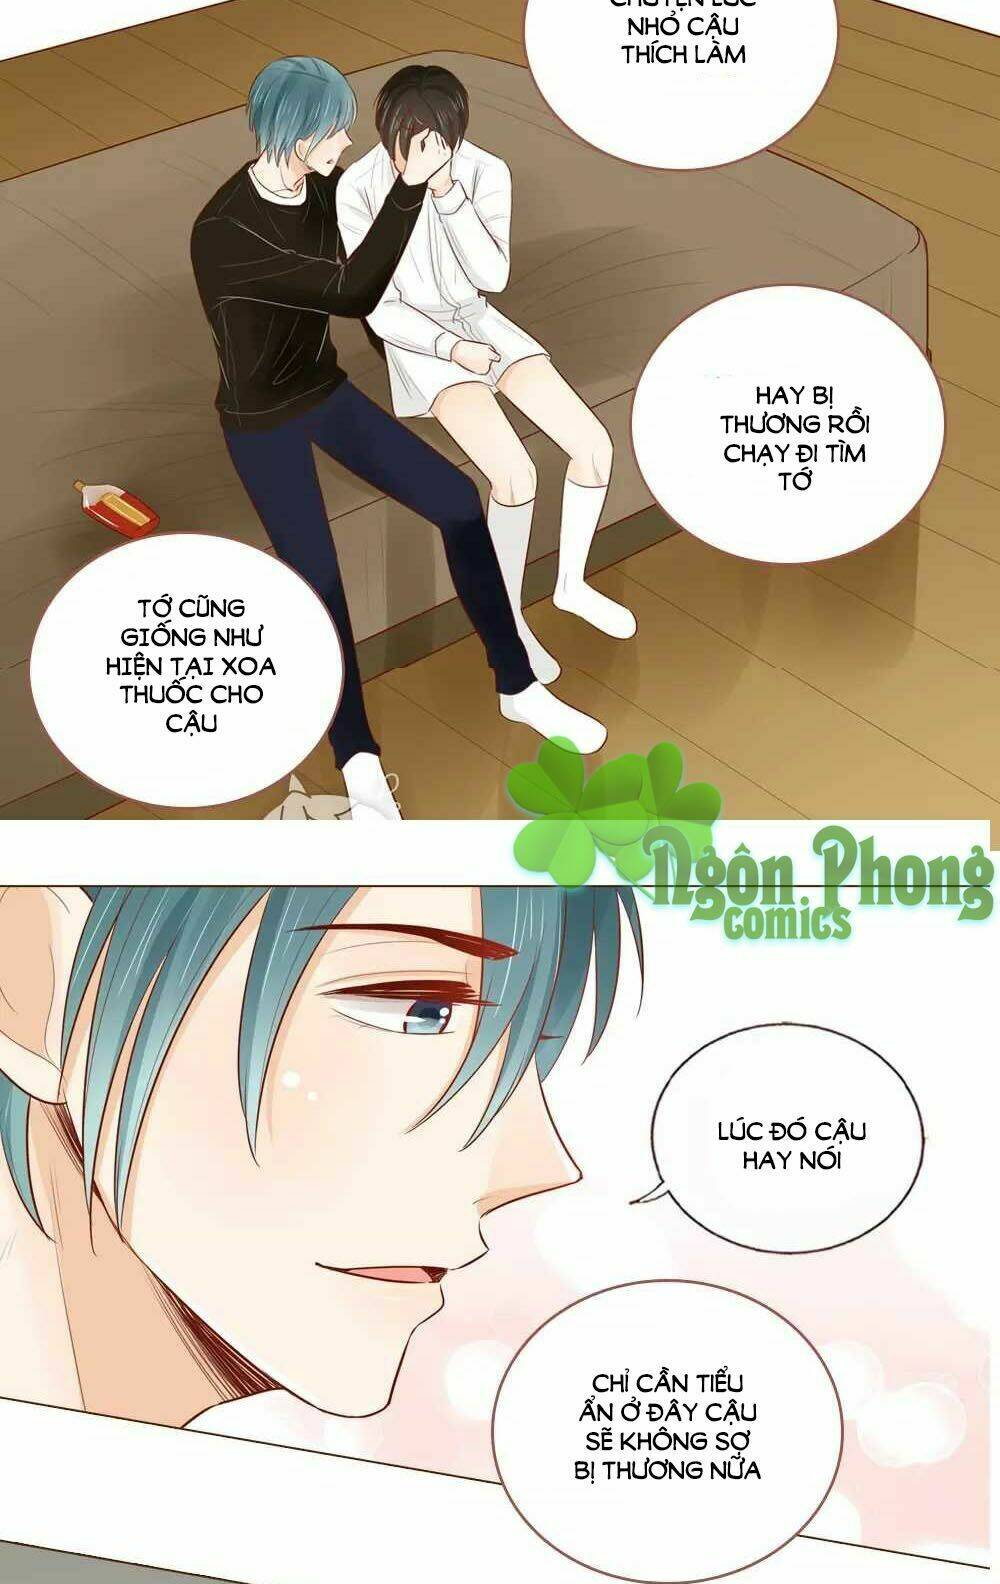 CHUYỆN LÚC
NHỎ CẬU
THÍCH LÀM
HAY BỊ
THƯƠNG RỒI
CHẠY ĐI TÌM
TỚ
TỚ CŨNG
GIỐNG NHƯ
HIỆN TẠI XOA
THUỐC CHO
CẬU
Ngôn Phong
comics
LÚC ĐÓ CẬU
HAY NÓI
CHỈ CẦN TIỂU
ẨN Ở ĐÂY CẬU
SẼ KHÔNG SỢ
BỊ THƯƠNG NỮA